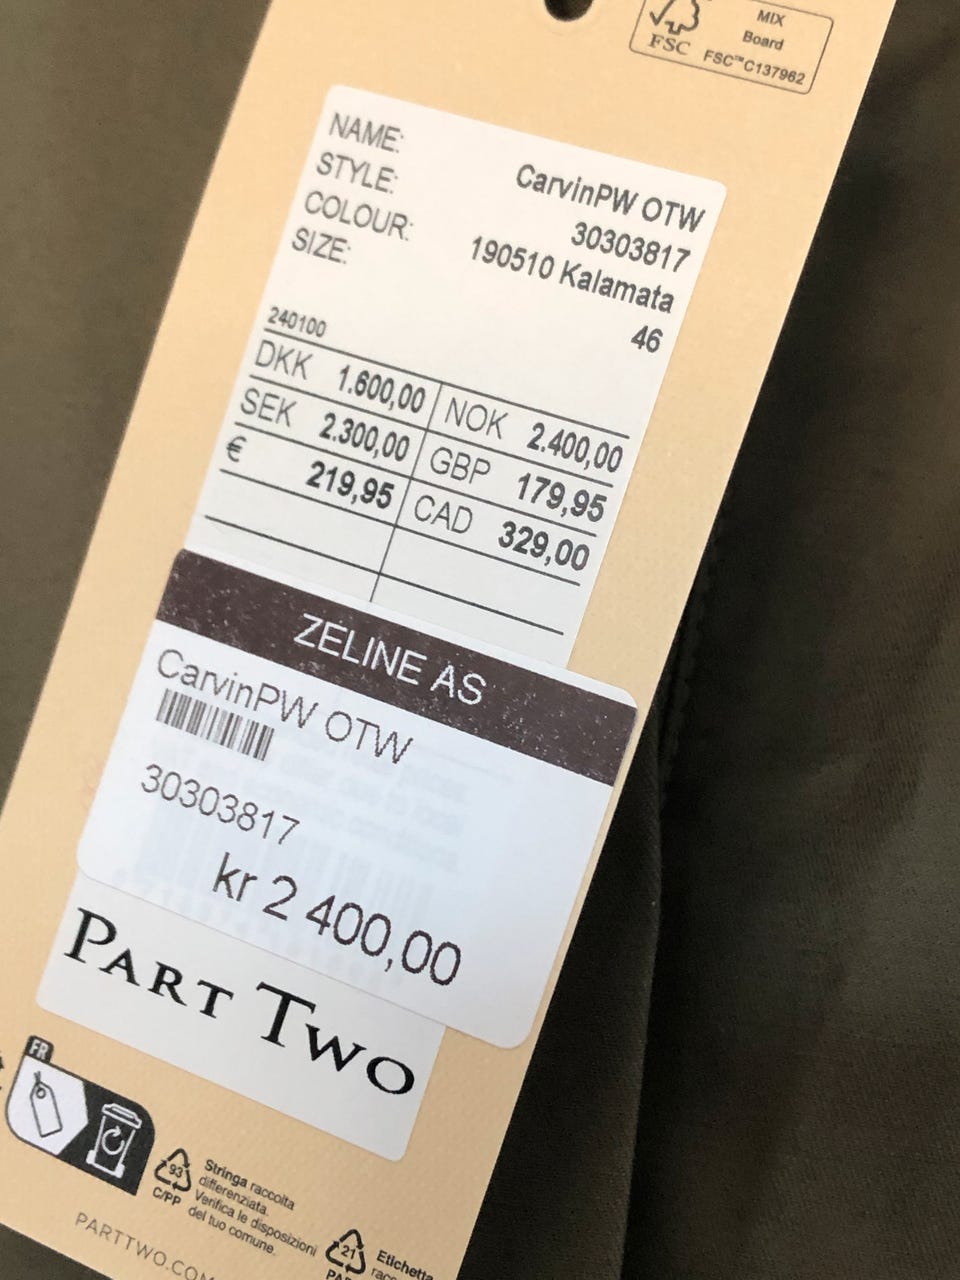 FSC
MIX
Board
FSC™ C137962
NAME: CarvinPW OTW
STYLE: 30303817
COLOUR: 190510 Kalamata
SIZE: 46
240100
DKK 1.600,00 NOK 2.400,00
SEK 2.300,00 GBP 179,95
€ 219,95 CAD 329,00
ZELINE AS
CarvinPW OTW
30303817
kr 2 400,00
PART TWO
FR
93
C/PP
Stringa raccolta
differenziata.
Verifica le disposizioni
del tuo comune.
21
Etichetta
PARTTWO.COM